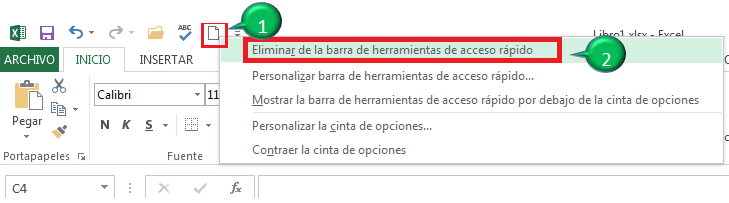 ABC
1
Libro1.xlsx - Excel
Eliminar de la barra de herramientas de acceso rápido
2
ARCHIVO INICIO INSERTAR
Personalizar barra de herramientas de acceso rápido...
Calibri 11
Mostrar la barra de herramientas de acceso rápido por debajo de la cinta de opciones
Pegar
N K S
Personalizar la cinta de opciones...
Portapapeles Fuente
Contraer la cinta de opciones
C4 fx